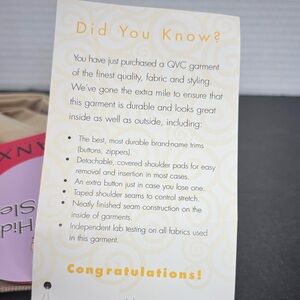 Did You Know?
You have just purchased a QVC garment
of the finest quality, fabric and styling.
We've gone the extra mile to ensure that
this garment is durable and looks great
inside as well as outside, including:
• The best, most durable brand-name trims
(buttons, zippers).
• Detachable, covered shoulder pads for easy
removal and insertion in most cases.
• An extra button just in case you lose one.
• Taped shoulder seams to control stretch.
• Neatly finished seam construction on the
inside of garments.
• Independent lab testing on all fabrics used
in this garment.
Congratulations!